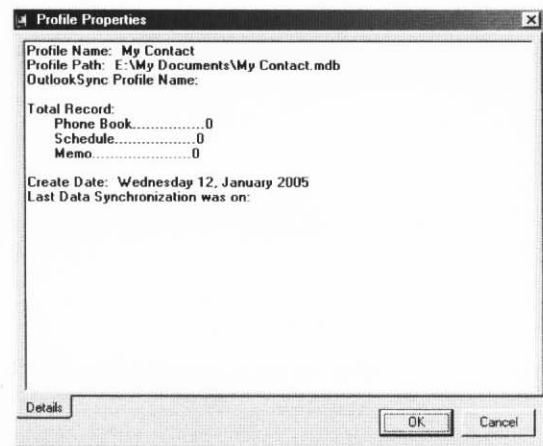 Profile Properties
Profile Name: My Contact
Profile Path: E:\My Documents\My Contact.mdb
OutlookSync Profile Name:
Total Record:
Phone Book...............0
Schedule.................0
Memo.....................0
Create Date: Wednesday 12, January 2005
Last Data Synchronization was on:
Details
OK Cancel